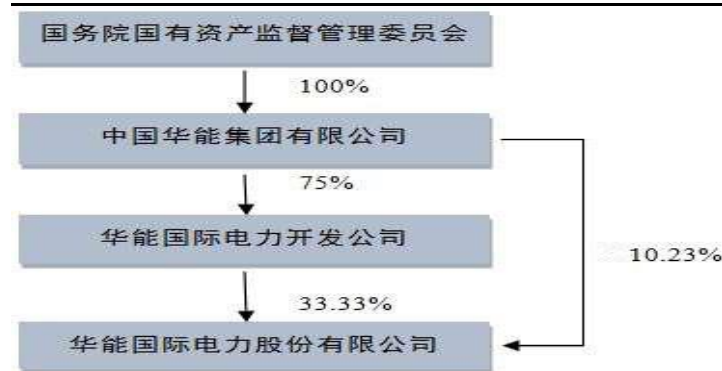 国务院国有资产监督管理委员会
100%
中国华能集团有限公司
75%
华能国际电力开发公司
10.23%
33.33%
华能国际电力股份有限公司